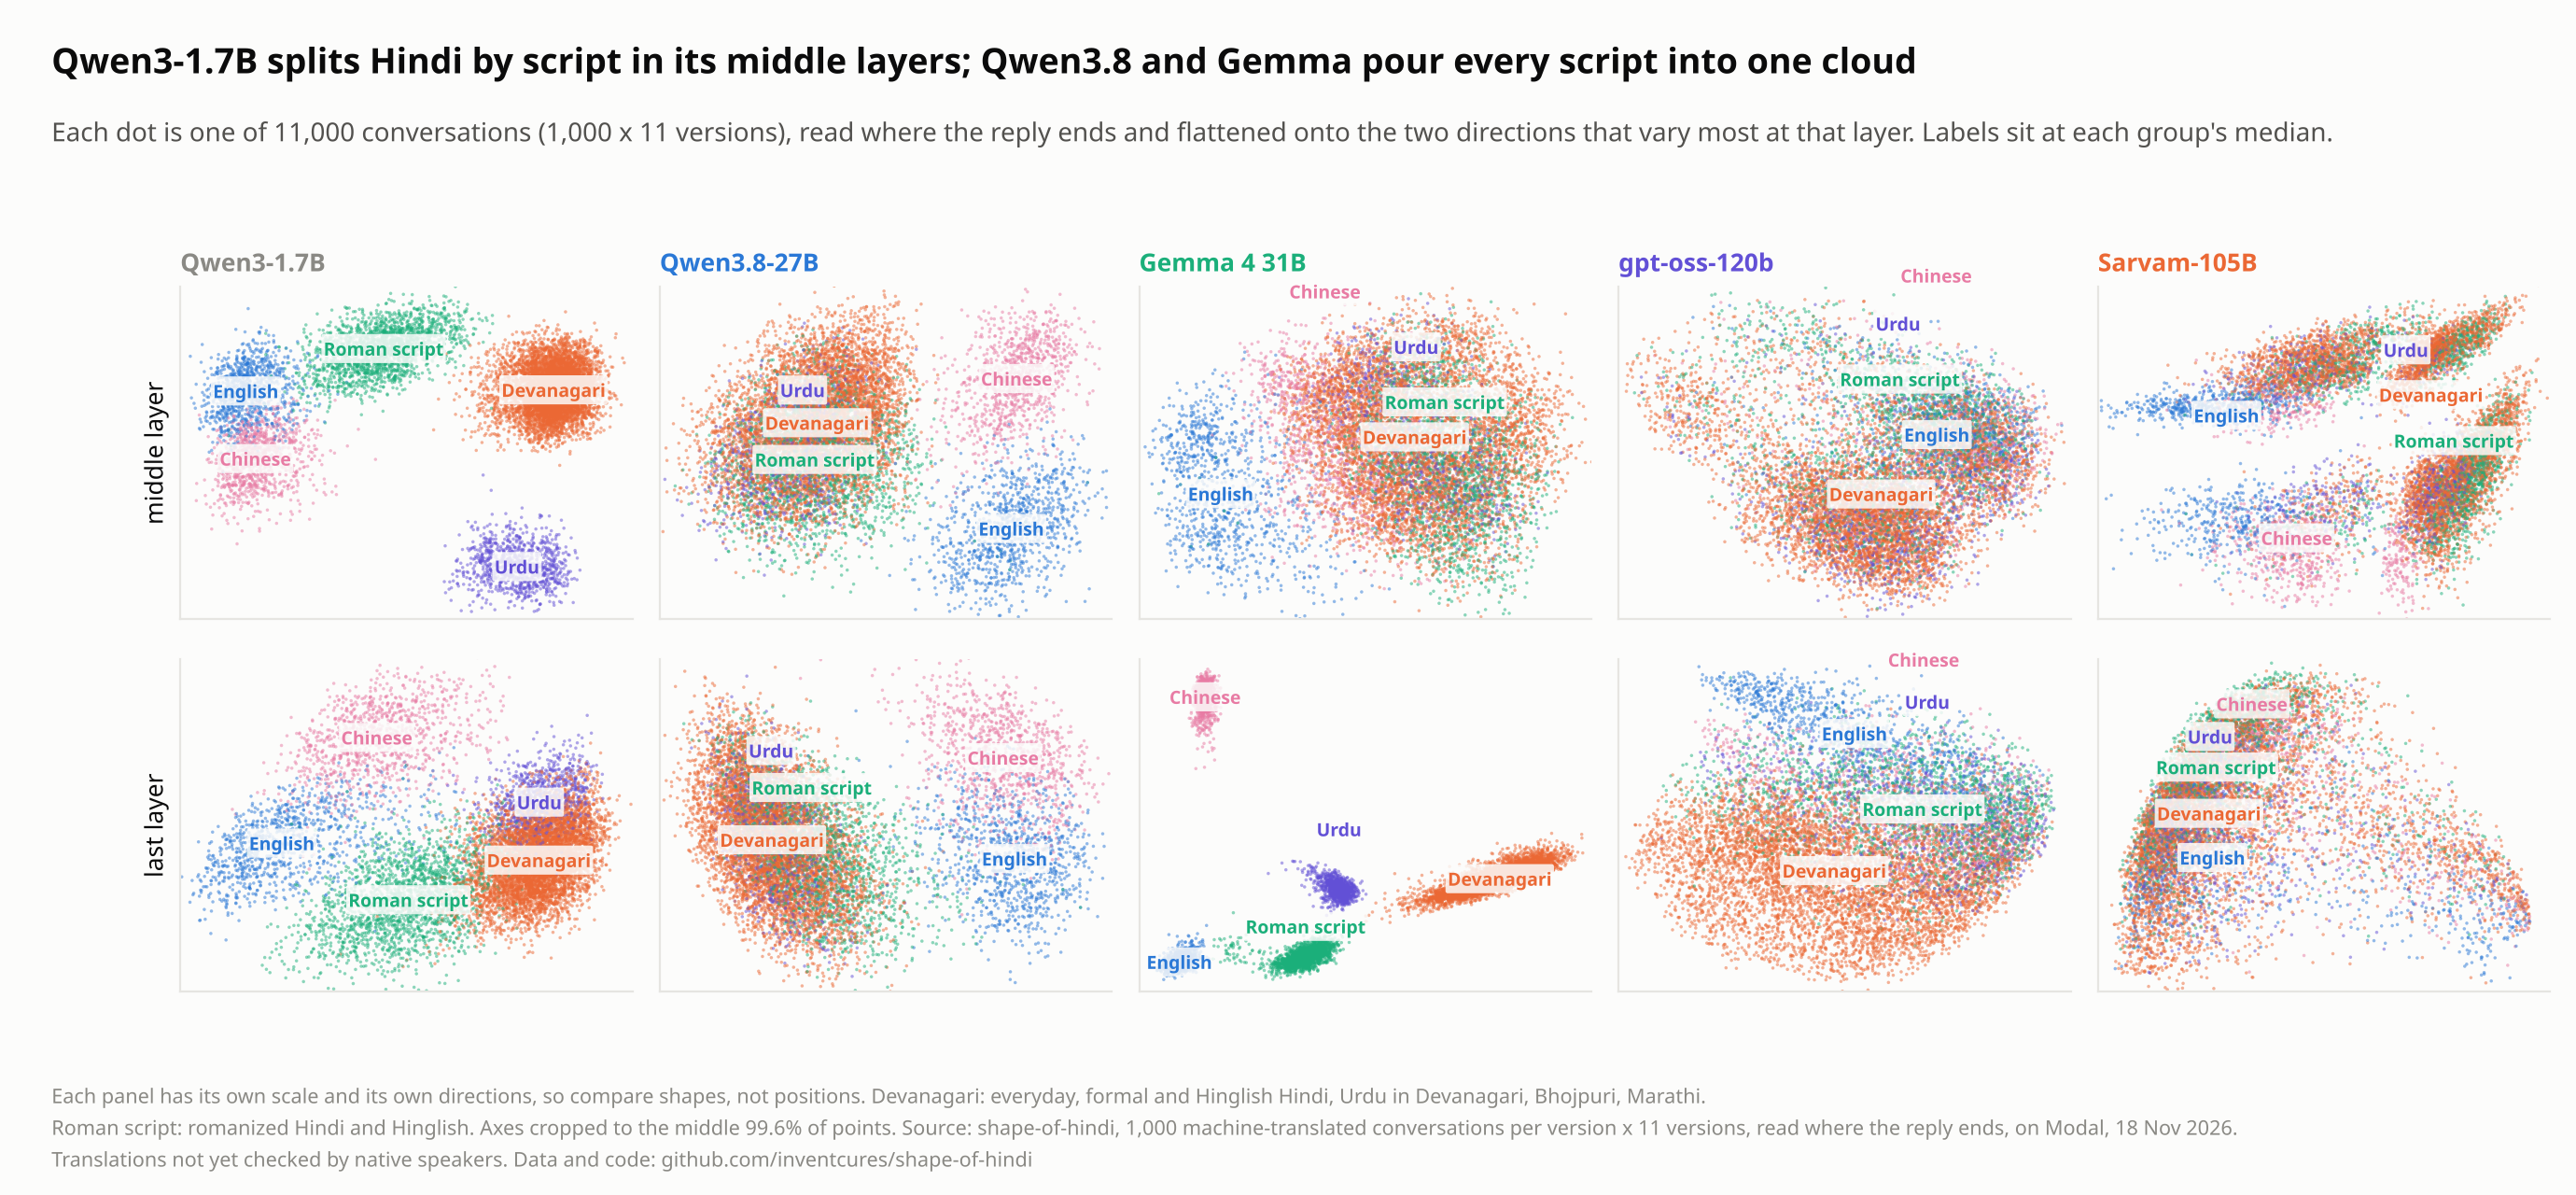 Qwen3-1.7B splits Hindi by script in its middle layers; Qwen3.8 and Gemma pour every script into one cloud
Each dot is one of 11,000 conversations (1,000 x 11 versions), read where the reply ends and flattened onto the two directions that vary most at that layer. Labels sit at each group's median.
Qwen3-1.7B
Qwen3.8-27B
Gemma 4 31B
gpt-oss-120b
Sarvam-105B
middle layer
Roman script
English
Devanagari
Chinese
Urdu
Urdu
Chinese
Devanagari
Roman script
English
Chinese
Urdu
Roman script
Devanagari
English
Chinese
Urdu
Roman script
English
Devanagari
Urdu
Devanagari
English
Roman script
Chinese
last layer
Chinese
Urdu
English
Devanagari
Roman script
Urdu
Chinese
Roman script
Devanagari
English
Chinese
Urdu
Devanagari
Roman script
English
Chinese
Urdu
English
Roman script
Devanagari
Chinese
Urdu
Roman script
Devanagari
English
Each panel has its own scale and its own directions, so compare shapes, not positions. Devanagari: everyday, formal and Hinglish Hindi, Urdu in Devanagari, Bhojpuri, Marathi.
Roman script: romanized Hindi and Hinglish. Axes cropped to the middle 99.6% of points. Source: shape-of-hindi, 1,000 machine-translated conversations per version x 11 versions, read where the reply ends, on Modal, 18 Nov 2026.
Translations not yet checked by native speakers. Data and code: github.com/inventcures/shape-of-hindi